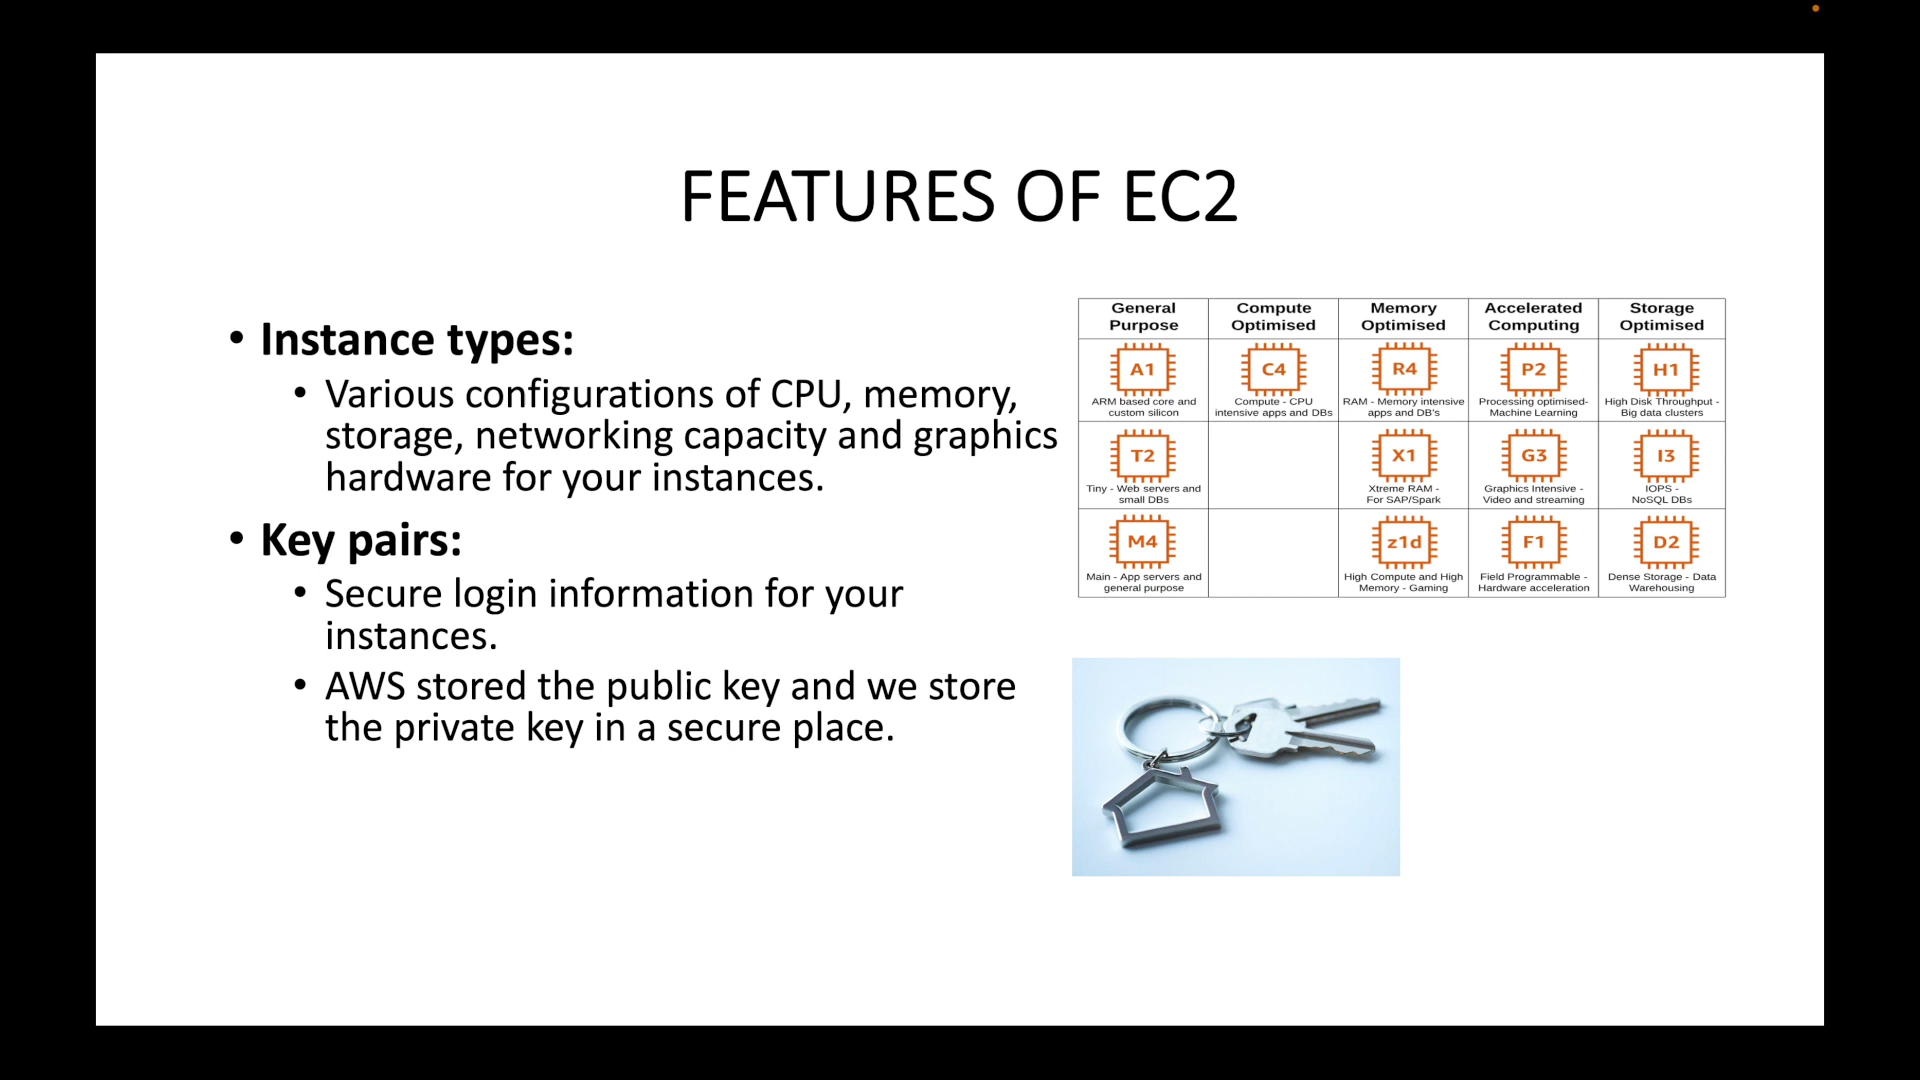 FEATURES OF EC2
• Instance types:
• Various configurations of CPU, memory,
storage, networking capacity and graphics
hardware for your instances.
• Key pairs:
• Secure login information for your
instances.
• AWS stored the public key and we store
the private key in a secure place.
General Purpose
Compute Optimised
Memory Optimised
Accelerated Computing
Storage Optimised
A1
ARM based core and
custom silicon
C4
Compute - CPU
intensive apps and DBs
R4
RAM - Memory intensive
apps and DB's
P2
Processing optimised-
Machine Learning
H1
High Disk Throughput -
Big data clusters
T2
Tiny - Web servers and
small DBs
X1
Xtreme RAM -
For SAP/Spark
G3
Graphics Intensive -
Video and streaming
I3
IOPS -
NoSQL DBs
M4
Main - App servers and
general purpose
z1d
High Compute and High
Memory - Gaming
F1
Field Programmable -
Hardware acceleration
D2
Dense Storage - Data
Warehousing